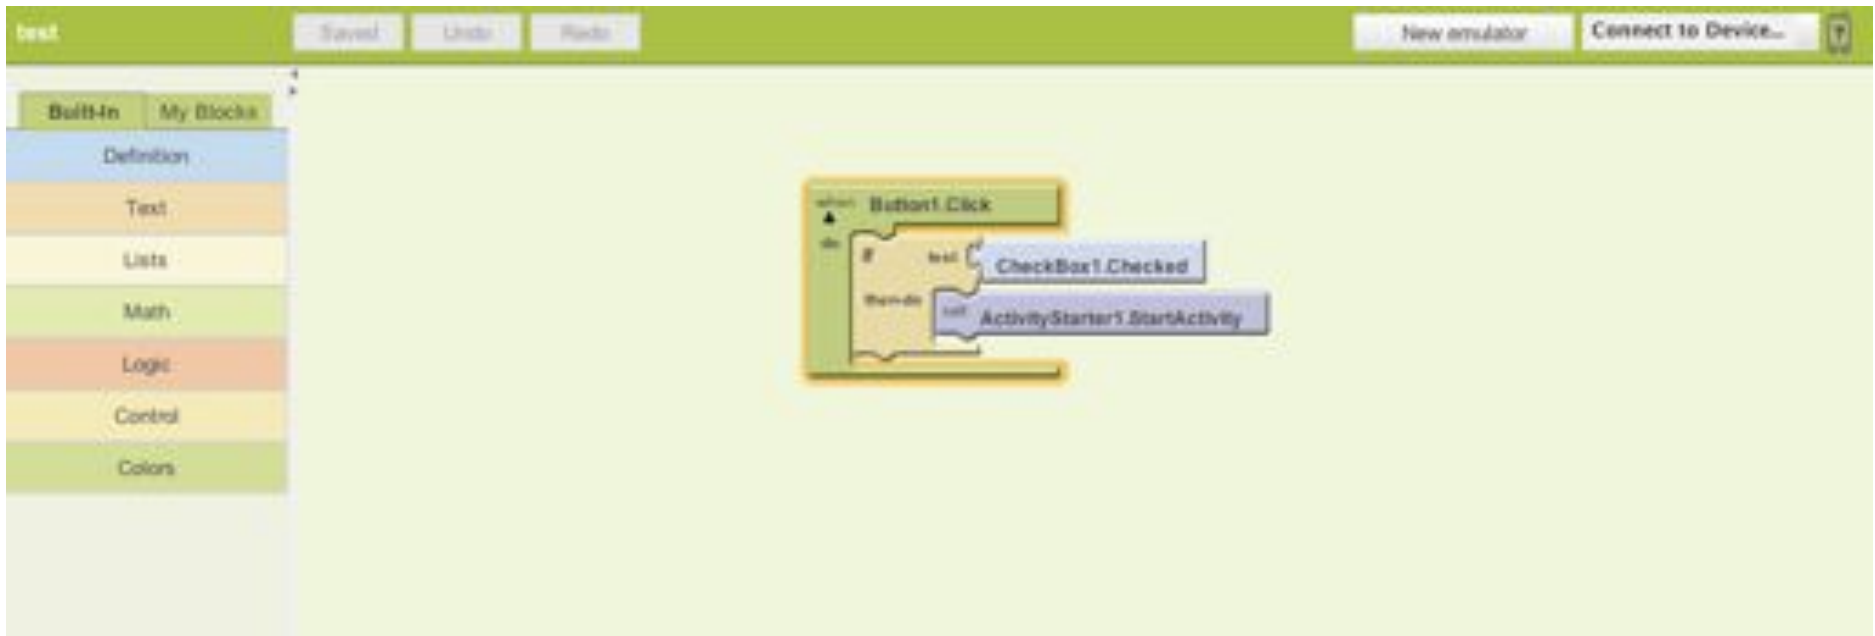 test Saved Undo Redo New emulator Connect to Device...
Built-In My Blocks
Definition
Text
Lists
Math
Logic
Control
Colors
when Button1.Click
do
if test CheckBox1.Checked
then-do call ActivityStarter1.StartActivity